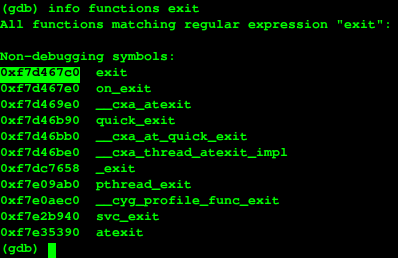 (gdb) info functions exit
All functions matching regular expression "exit":

Non-debugging symbols:
0xf7d467c0  exit
0xf7d467e0  on_exit
0xf7d469e0  __cxa_atexit
0xf7d46b90  quick_exit
0xf7d46bb0  __cxa_at_quick_exit
0xf7d46be0  __cxa_thread_atexit_impl
0xf7dc7658  _exit
0xf7e09ab0  pthread_exit
0xf7e0aec0  __cyg_profile_func_exit
0xf7e2b940  svc_exit
0xf7e35390  atexit
(gdb)